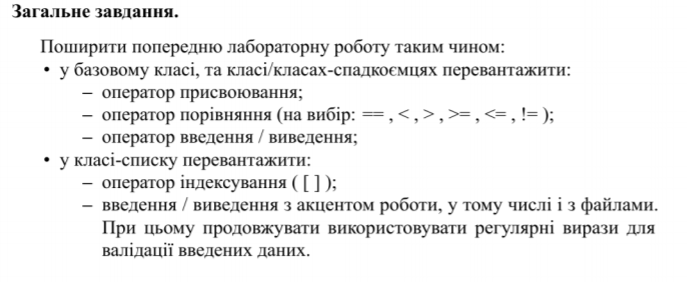 Загальне завдання.
Поширити попередню лабораторну роботу таким чином:
• у базовому класі, та класі/класах-спадкоємцях перевантажити:
– оператор присвоювання;
– оператор порівняння (на вибір: == , < , > , >= , <= , != );
– оператор введення / виведення;
• у класі-списку перевантажити:
– оператор індексування ( [ ] );
– введення / виведення з акцентом роботи, у тому числі і з файлами.
При цьому продовжувати використовувати регулярні вирази для
валідації введених даних.